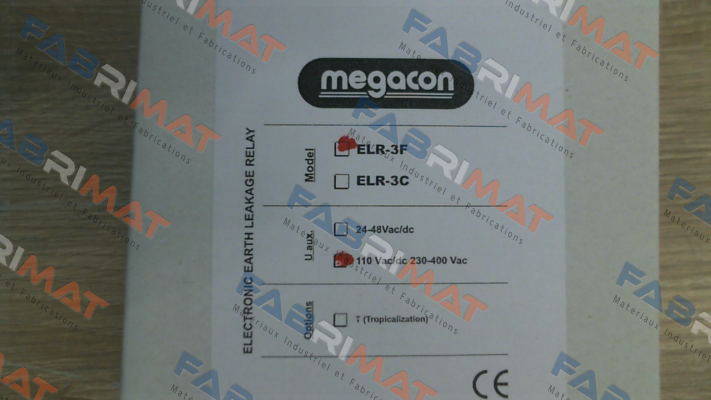 megacon
ELECTRONIC EARTH LEAKAGE RELAY
Model
ELR-3F
ELR-3C
U aux.
24-48Vac/dc
110 Vac/dc 230-400 Vac
Options
T (Tropicalization)
CE
FABRIMAT
Materiaux Industriel et Fabrications